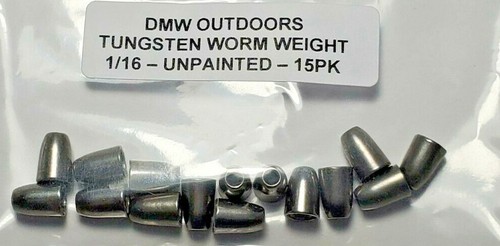 DMW OUTDOORS
TUNGSTEN WORM WEIGHT
1/16 – UNPAINTED – 15PK